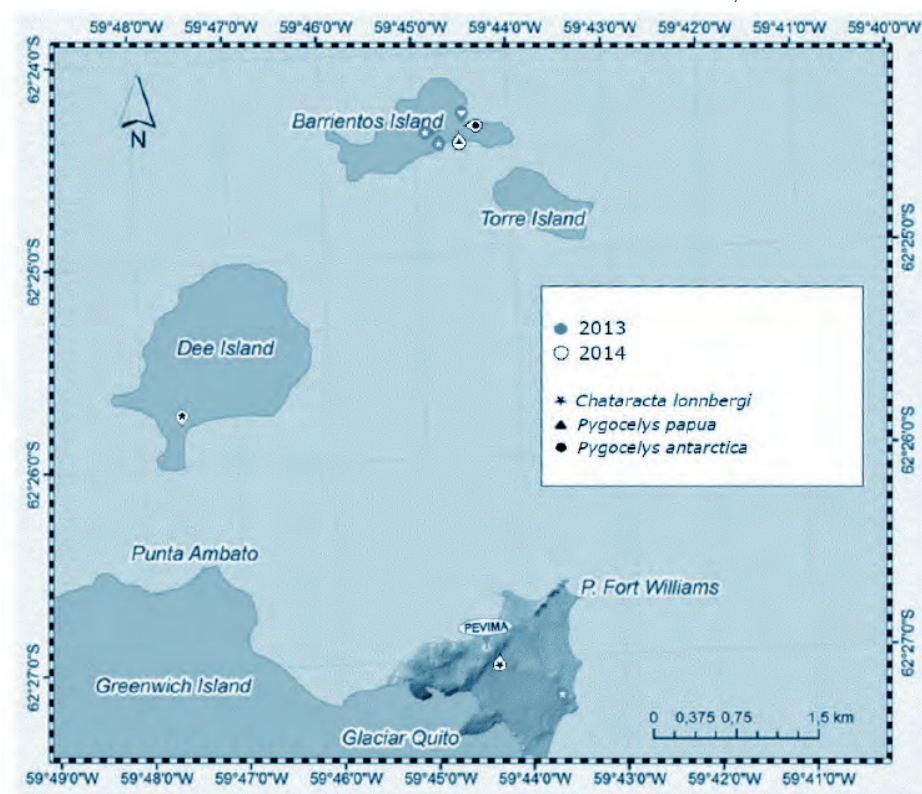 59°48'0"W 59°47'0"W 59°46'0"W 59°45'0"W 59°44'0"W 59°43'0"W 59°42'0"W 59°41'0"W 59°40'0"W
62°24'0"S
N
Barrientos Island
Torre Island
62°25'0"S
62°25'0"S
2013
2014
Dee Island
Chataracta lonnbergi
Pygocelys papua
Pygocelys antarctica
62°26'0"S
62°26'0"S
Punta Ambato
P. Fort Williams
PEVIMA
62°27'0"S
62°27'0"S
Greenwich Island
Glaciar Quito
0 0,375 0,75 1,5 km
59°49'0"W 59°48'0"W 59°47'0"W 59°46'0"W 59°45'0"W 59°44'0"W 59°43'0"W 59°42'0"W 59°41'0"W